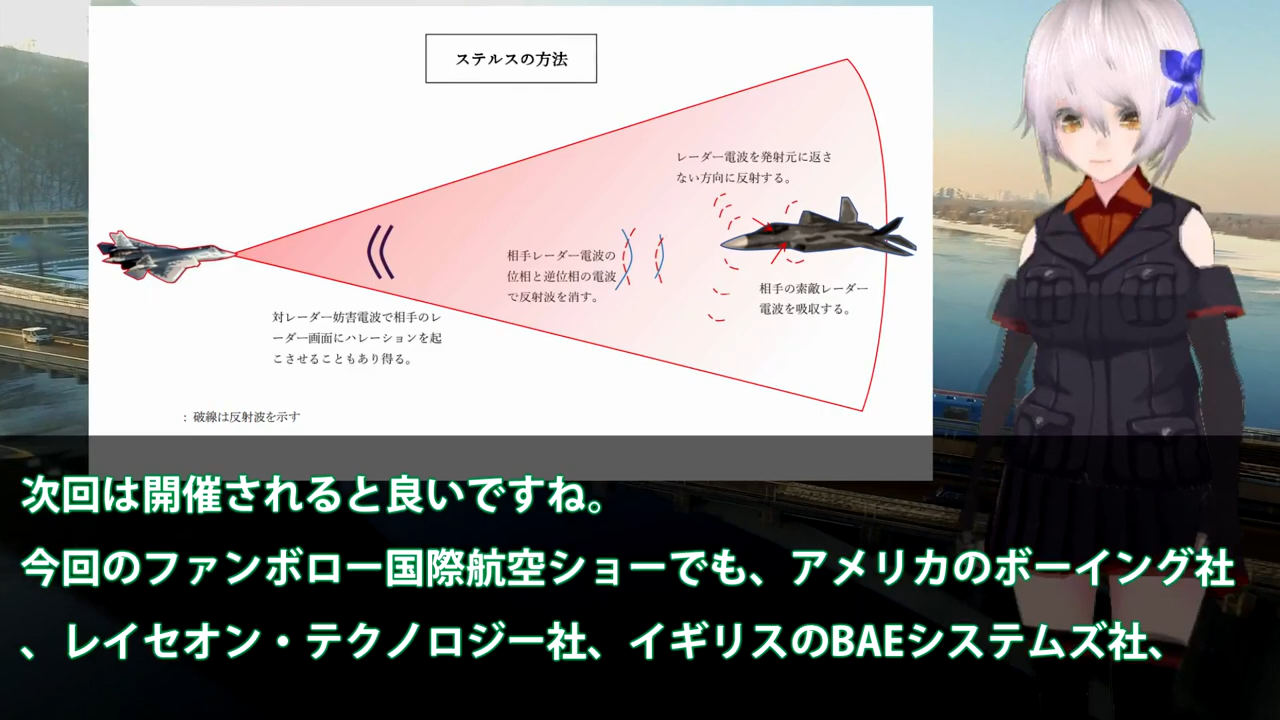 ステルスの方法
レーダー電波を発射元に返さ
ない方向に反射する。
相手レーダー電波の
位相と逆位相の電波
で反射波を消す。
相手の索敵レーダー
電波を吸収する。
対レーダー妨害電波で相手のレ
ーダー画面にハレーションを起
こさせることもあり得る。
：破線は反射波を示す
次回は開催されると良いですね。
今回のファンボロー国際航空ショーでも、アメリカのボーイング社
、レイセオン・テクノロジー社、イギリスのBAEシステムズ社、